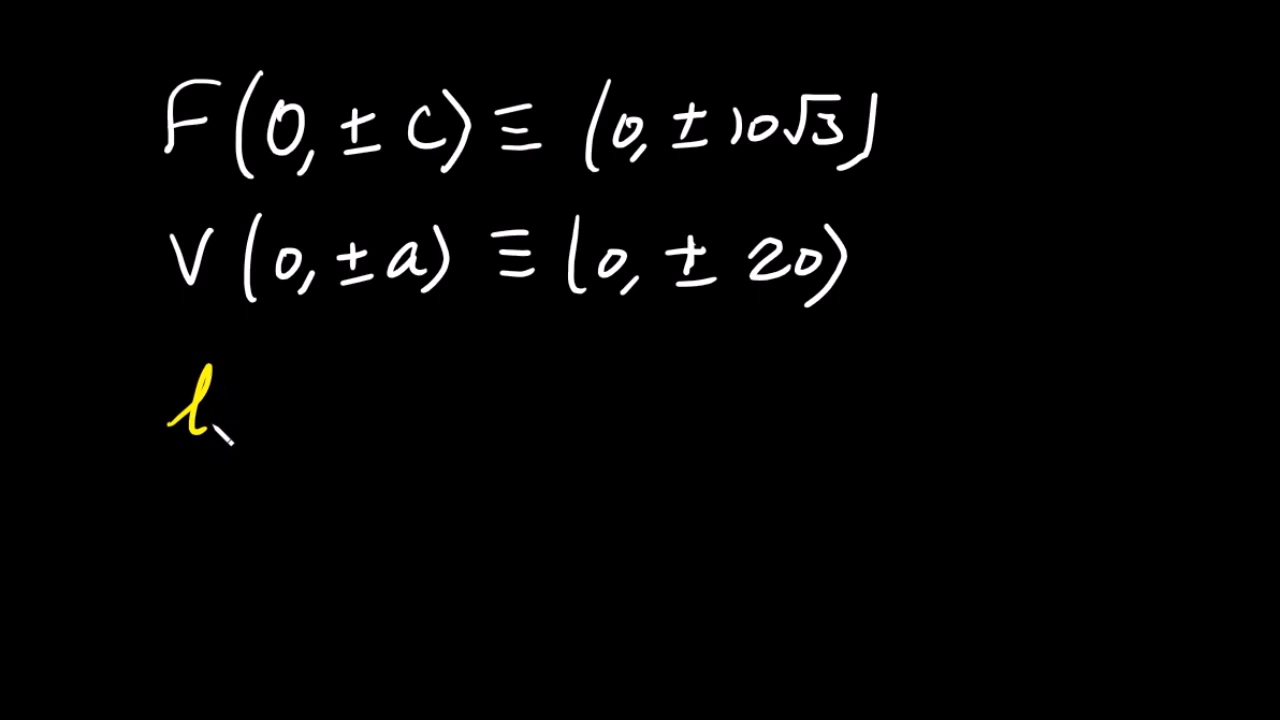 F(0, ± c) ≡ (0, ± 10√3)
V(0, ± a) ≡ (0, ± 20)
l